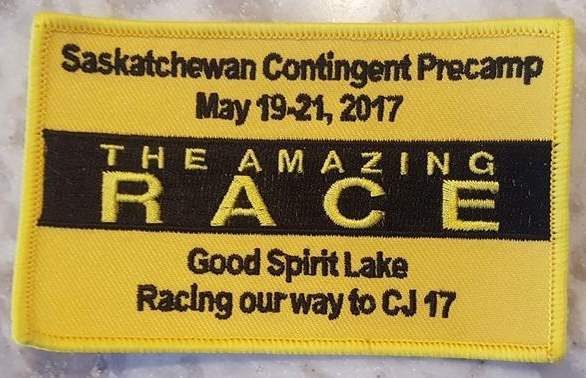 Saskatchewan Contingent Precamp
May 19-21, 2017
THE AMAZING
RACE
Good Spirit Lake
Racing our way to CJ 17